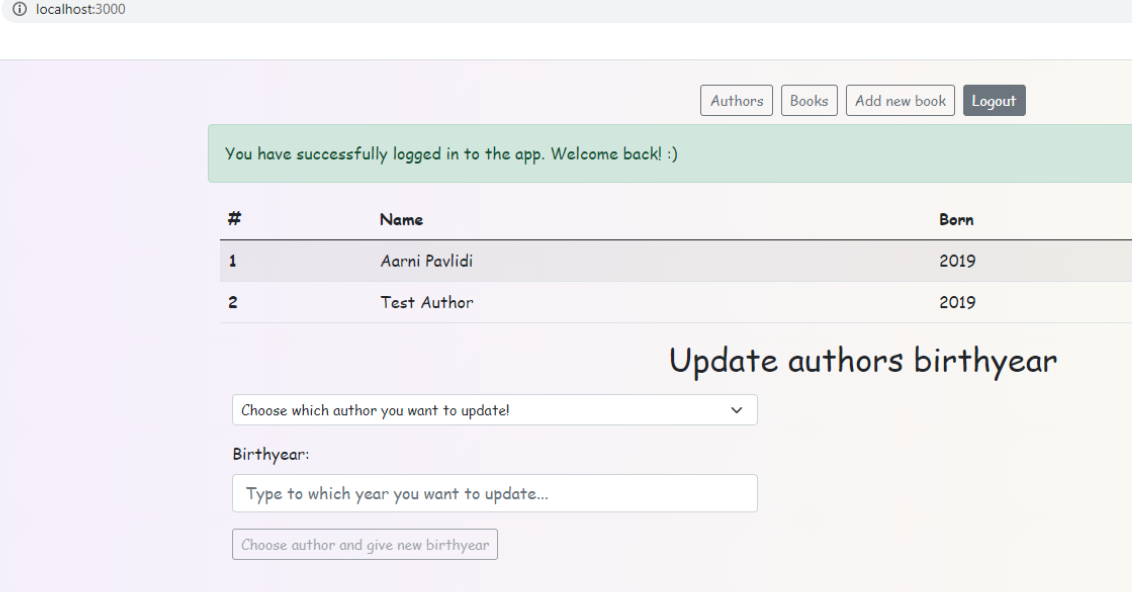 localhost:3000
Authors Books Add new book Logout
You have successfully logged in to the app. Welcome back! :)
# Name Born
1 Aarni Pavlidi 2019
2 Test Author 2019
Update authors birthyear
Choose which author you want to update!
Birthyear:
Type to which year you want to update...
Choose author and give new birthyear